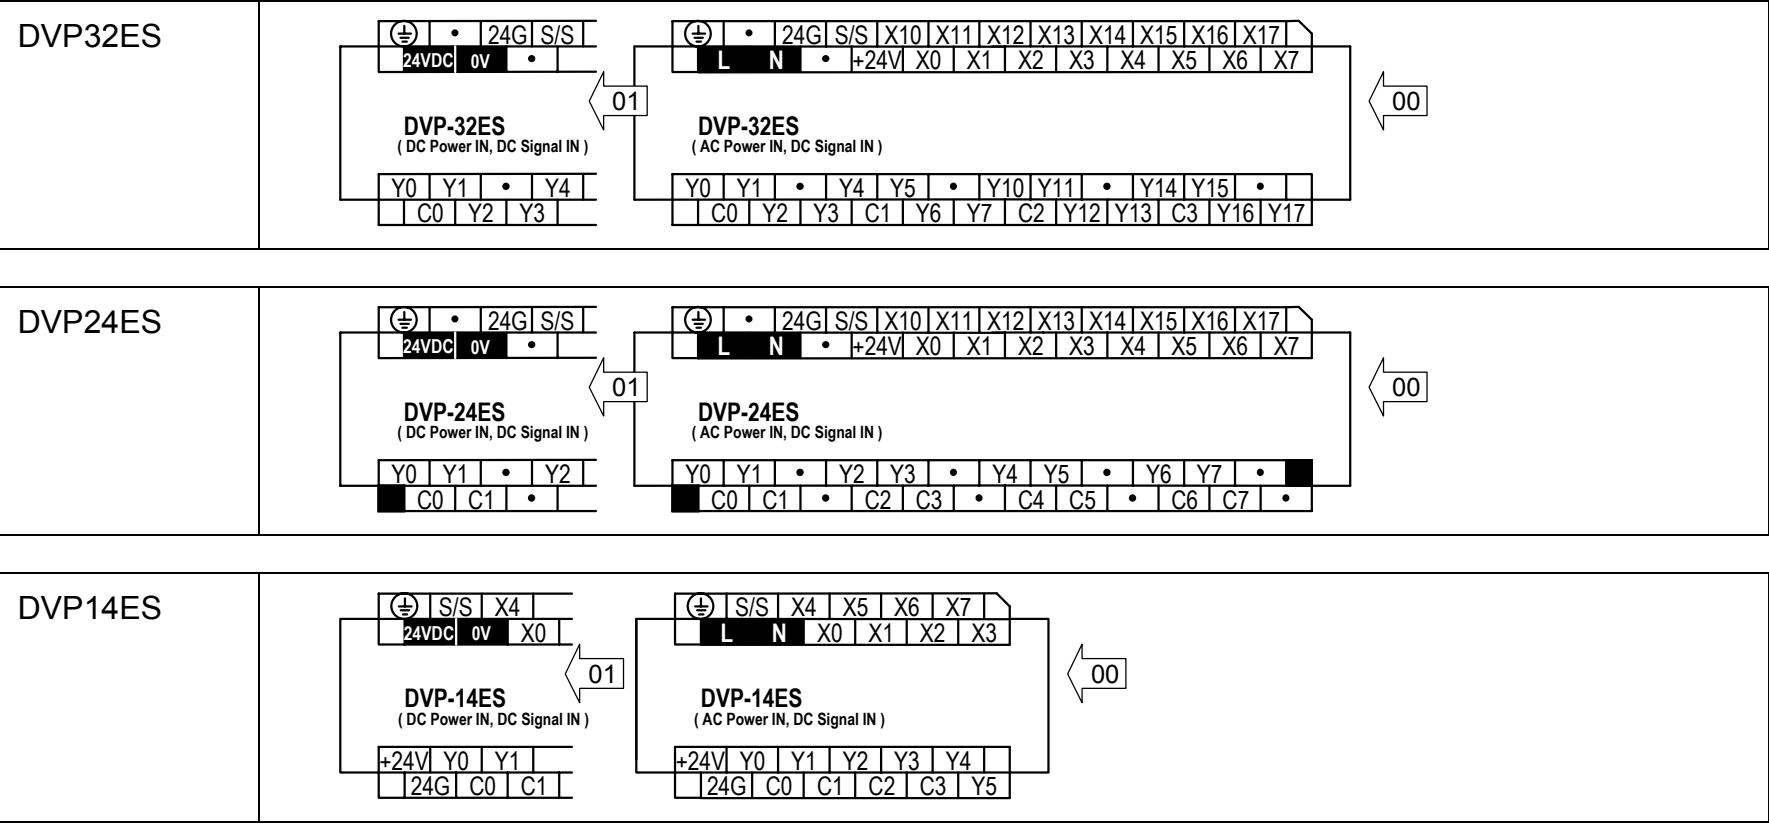 DVP32ES
• 24G S/S
24VDC 0V •
01
DVP-32ES
( DC Power IN, DC Signal IN )
Y0 Y1 • Y4
C0 Y2 Y3
• 24G S/S X10 X11 X12 X13 X14 X15 X16 X17
L N • +24V X0 X1 X2 X3 X4 X5 X6 X7
00
DVP-32ES
( AC Power IN, DC Signal IN )
Y0 Y1 • Y4 Y5 • Y10 Y11 • Y14 Y15 •
C0 Y2 Y3 C1 Y6 Y7 C2 Y12 Y13 C3 Y16 Y17
DVP24ES
• 24G S/S
24VDC 0V •
01
DVP-24ES
( DC Power IN, DC Signal IN )
Y0 Y1 • Y2
C0 C1 •
• 24G S/S X10 X11 X12 X13 X14 X15 X16 X17
L N • +24V X0 X1 X2 X3 X4 X5 X6 X7
00
DVP-24ES
( AC Power IN, DC Signal IN )
Y0 Y1 • Y2 Y3 • Y4 Y5 • Y6 Y7 •
C0 C1 • C2 C3 • C4 C5 • C6 C7 •
DVP14ES
S/S X4
24VDC 0V X0
01
DVP-14ES
( DC Power IN, DC Signal IN )
+24V Y0 Y1
24G C0 C1
S/S X4 X5 X6 X7
L N X0 X1 X2 X3
00
DVP-14ES
( AC Power IN, DC Signal IN )
+24V Y0 Y1 Y2 Y3 Y4
24G C0 C1 C2 C3 Y5